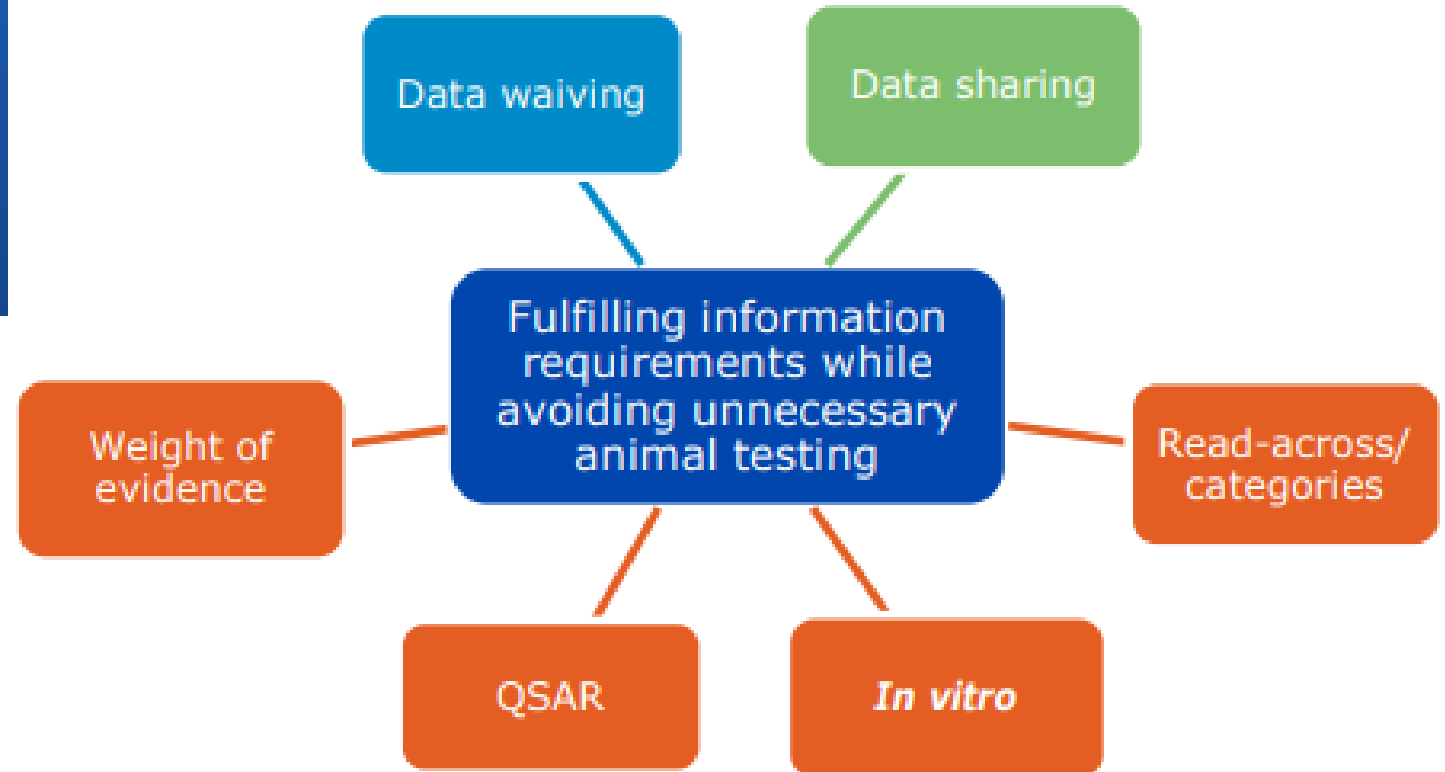 Data waiving
Data sharing
Fulfilling information
requirements while
avoiding unnecessary
animal testing
Weight of
evidence
Read-across/
categories
QSAR
In vitro